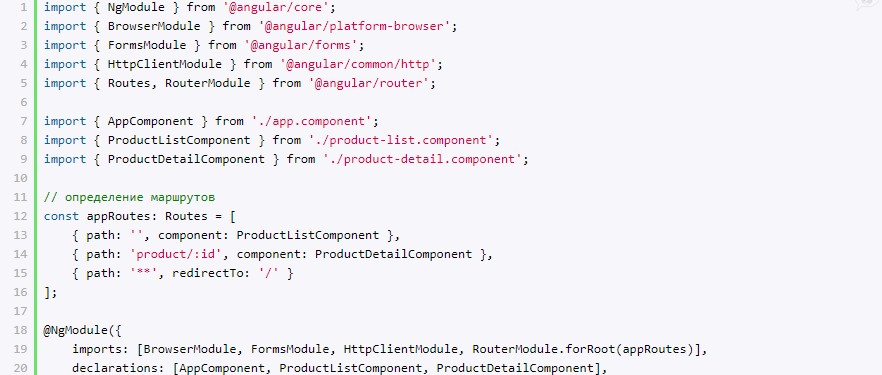 1 import { NgModule } from '@angular/core';
2 import { BrowserModule } from '@angular/platform-browser';
3 import { FormsModule } from '@angular/forms';
4 import { HttpClientModule } from '@angular/common/http';
5 import { Routes, RouterModule } from '@angular/router';
6
7 import { AppComponent } from './app.component';
8 import { ProductListComponent } from './product-list.component';
9 import { ProductDetailComponent } from './product-detail.component';
10
11 // определение маршрутов
12 const appRoutes: Routes = [
13     { path: '', component: ProductListComponent },
14     { path: 'product/:id', component: ProductDetailComponent },
15     { path: '**', redirectTo: '/' }
16 ];
17
18 @NgModule({
19     imports: [BrowserModule, FormsModule, HttpClientModule, RouterModule.forRoot(appRoutes)],
20     declarations: [AppComponent, ProductListComponent, ProductDetailComponent],